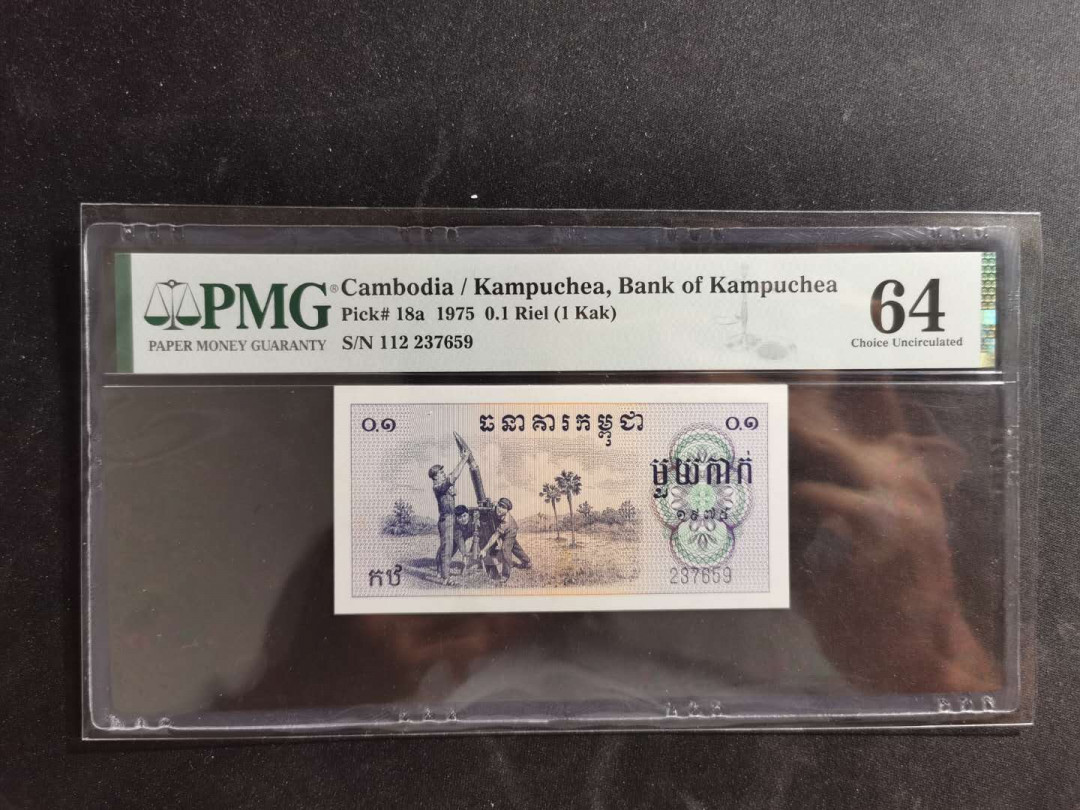 PMG®
PAPER MONEY GUARANTY
Cambodia / Kampuchea, Bank of Kampuchea
Pick# 18a 1975 0.1 Riel (1 Kak)
S/N 112 237659
64
Choice Uncirculated
០.១
ធនាគារកម្ពុជា
០.១
មួយកាក់
១៩៧៥
កឋ
237659